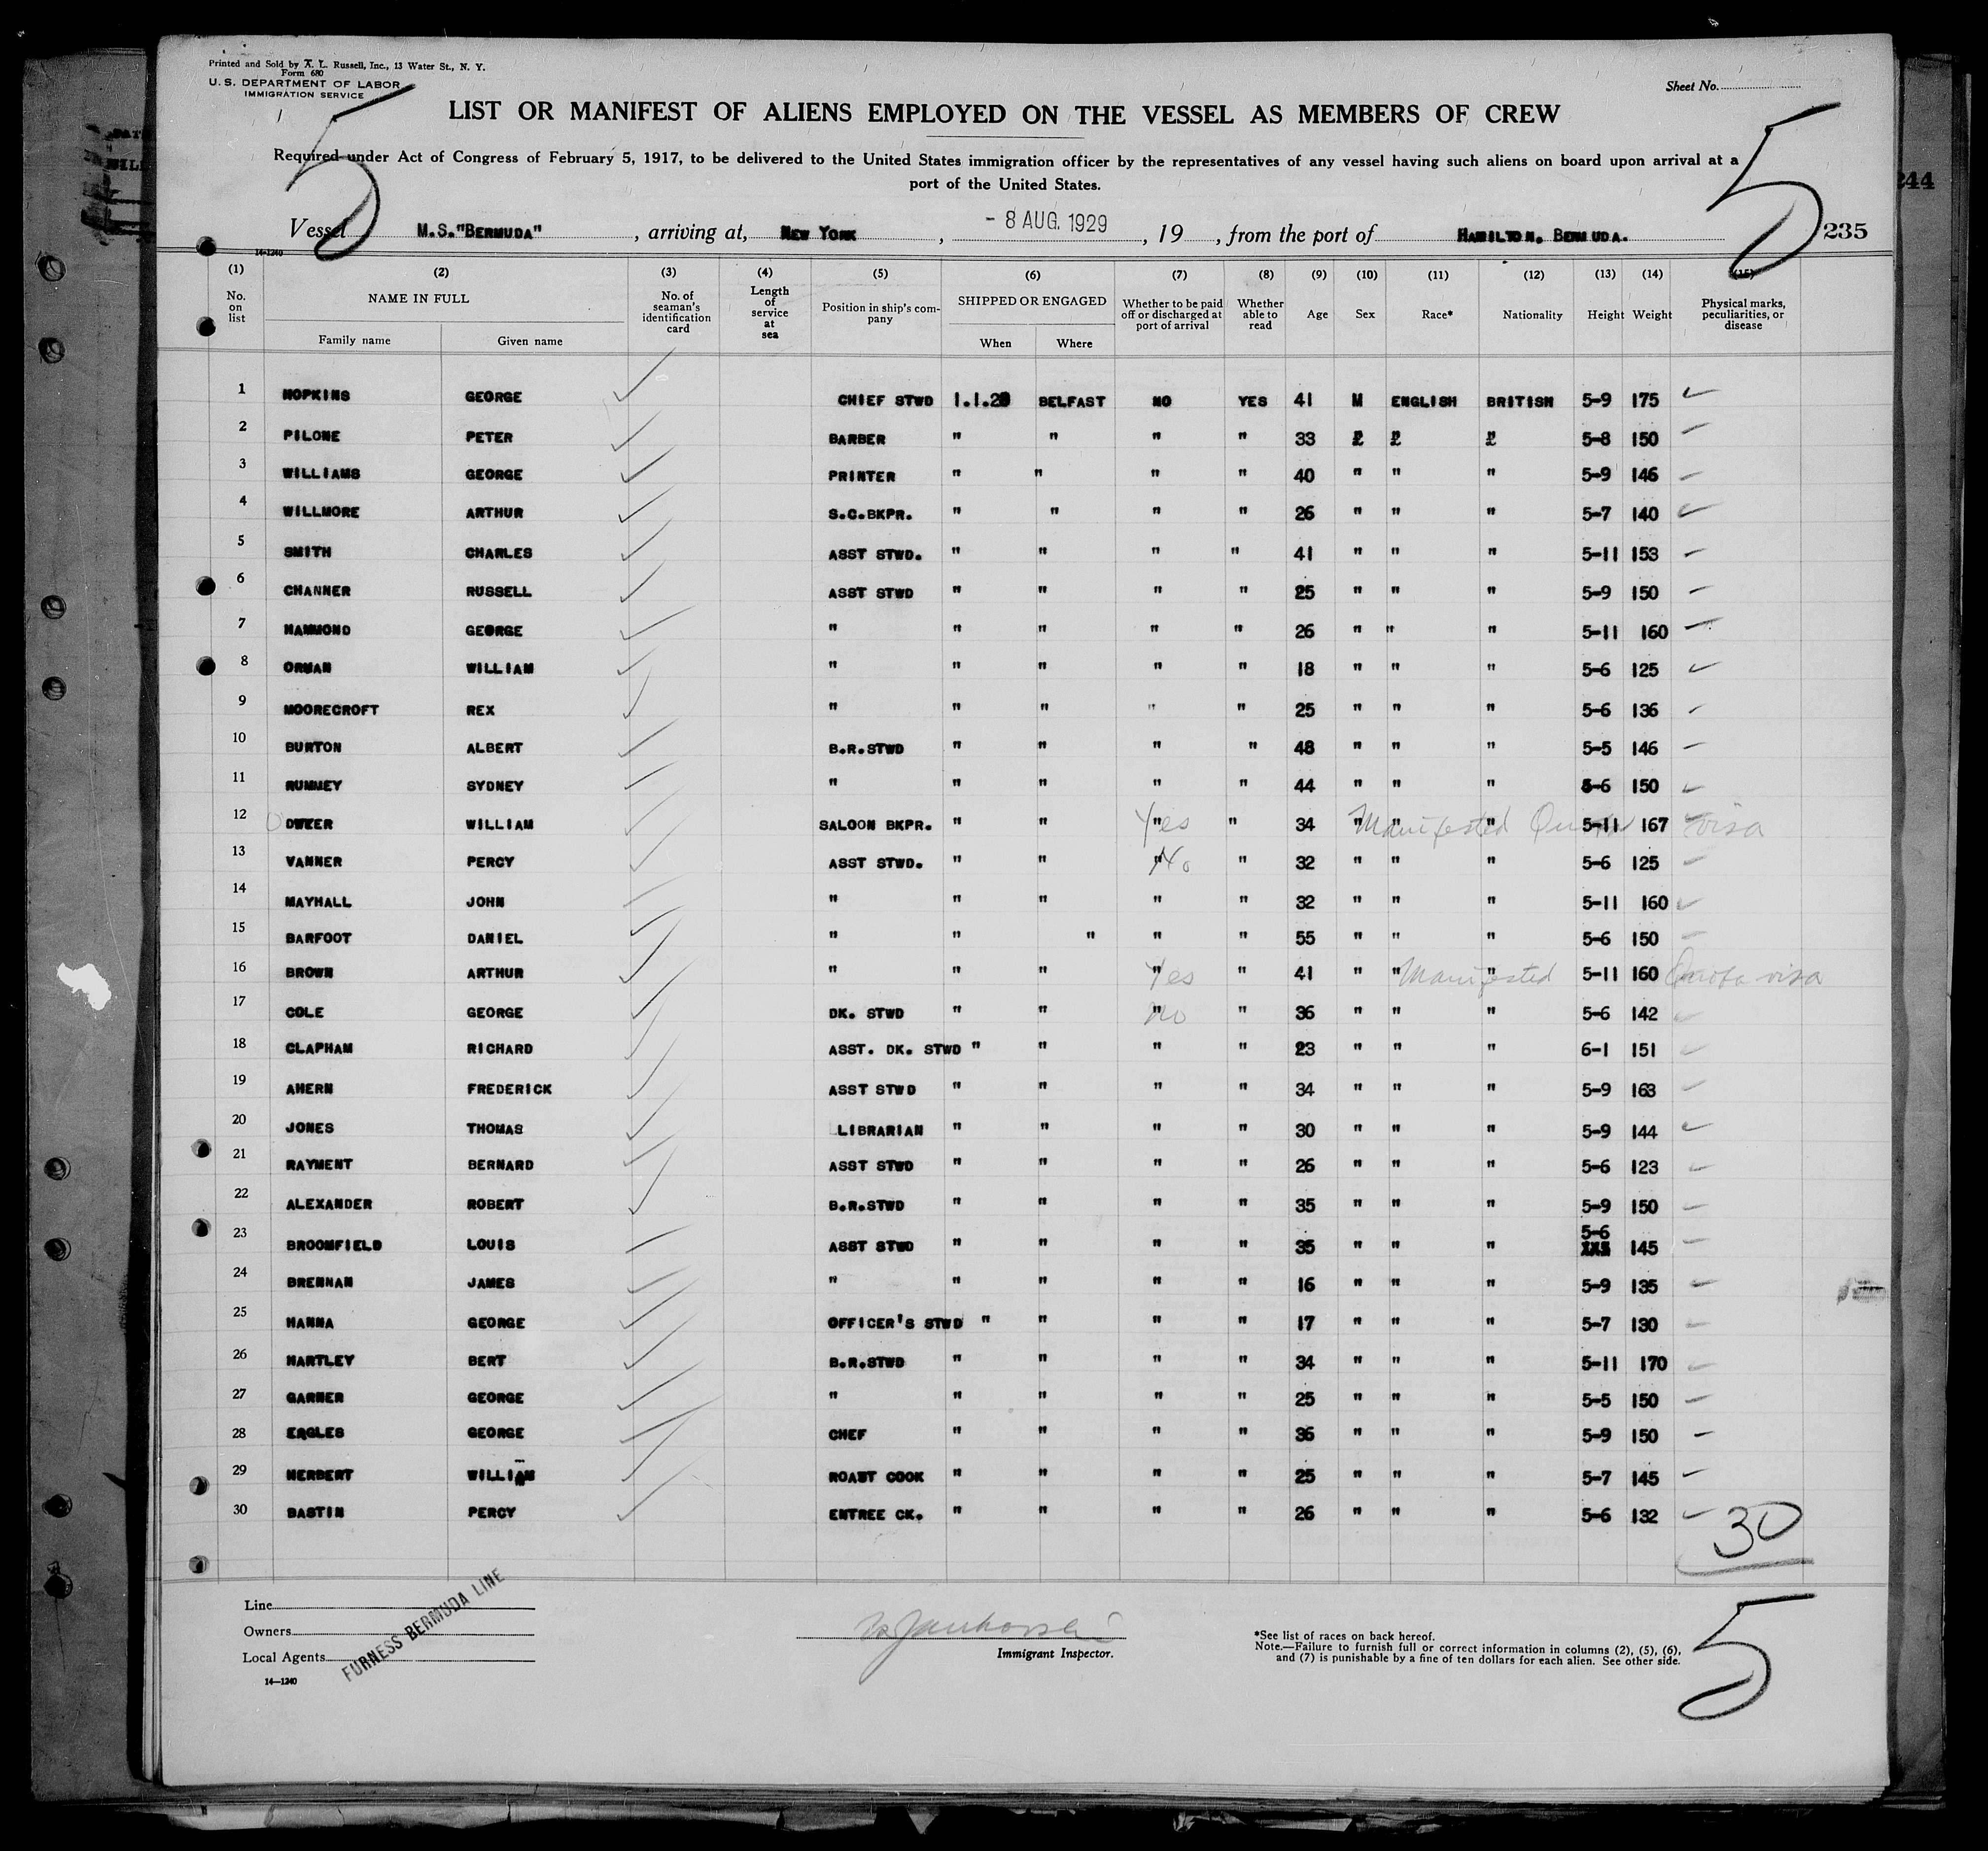 Printed and Sold by A. L. Russell, Inc., 13 Water St., N. Y.
Form 680
U. S. DEPARTMENT OF LABOR
IMMIGRATION SERVICE
Sheet No.
5
5
LIST OR MANIFEST OF ALIENS EMPLOYED ON THE VESSEL AS MEMBERS OF CREW
Required under Act of Congress of February 5, 1917, to be delivered to the United States immigration officer by the representatives of any vessel having such aliens on board upon arrival at a
port of the United States.
244
Vessel M.S."BERMUDA", arriving at, NEW YORK, - 8 AUG. 1929, 19 , from the port of HAMILTON. BERMUDA. 235
14-1240
(1) (2) (3) (4) (5) (6) (7) (8) (9) (10) (11) (12) (13) (14) (15)
No. on list NAME IN FULL No. of seaman's identification card Length of service at sea Position in ship's company SHIPPED OR ENGAGED Whether to be paid off or discharged at port of arrival Whether able to read Age Sex Race* Nationality Height Weight Physical marks, peculiarities, or disease
Family name Given name When Where
1 HOPKINS GEORGE CHIEF STWD 1.1.28 BELFAST NO YES 41 M ENGLISH BRITISH 5-9 175
2 PILONE PETER BARBER " " " " 33 " " " 5-8 150
3 WILLIAMS GEORGE PRINTER " " " " 40 " " " 5-9 146
4 WILLMORE ARTHUR S.C.BKPR. " " " " 26 " " " 5-7 140
5 SMITH CHARLES ASST STWD. " " " " 41 " " " 5-11 153
6 CHANNER RUSSELL ASST STWD " " " " 25 " " " 5-9 150
7 HAMMOND GEORGE " " " " " 26 " " " 5-11 160
8 ORMAN WILLIAM " " " " " 18 " " " 5-6 125
9 MOORECROFT REX " " " " " 25 " " " 5-6 136
10 BURTON ALBERT B.R.STWD " " " " 48 " " " 5-5 146
11 RUMMEY SYDNEY " " " " " 44 " " " 5-6 150
12 DWEER WILLIAM SALOON BKPR. " " " Yes " 34 " " " 5-11 167 Manifested Quota visa
13 VANNER PERCY ASST STWD. " " " No " 32 " " " 5-6 125
14 MAYHALL JOHN " " " " " 32 " " " 5-11 160
15 BARFOOT DANIEL " " " " " 55 " " " 5-6 150
16 BROWN ARTHUR " " " " Yes " 41 " " " 5-11 160 Manifested Quota visa
17 COLE GEORGE DK. STWD " " " No " 36 " " " 5-6 142
18 CLAPHAM RICHARD ASST. DK. STWD " " " " 23 " " " 6-1 151
19 AHERN FREDERICK ASST STWD " " " " 34 " " " 5-9 163
20 JONES THOMAS LIBRARIAN " " " " 30 " " " 5-9 144
21 RAYMENT BERNARD ASST STWD " " " " 26 " " " 5-6 123
22 ALEXANDER ROBERT B.R.STWD " " " " 35 " " " 5-9 150
23 BROOMFIELD LOUIS ASST STWD " " " " 35 " " " 5-6 145
24 BRENNAN JAMES " " " " " 16 " " " 5-9 135
25 HANNA GEORGE OFFICER'S STWD " " " " 17 " " " 5-7 130
26 HARTLEY BERT B.R.STWD " " " " 34 " " " 5-11 170
27 GARNER GEORGE " " " " " 25 " " " 5-5 150
28 EAGLES GEORGE CHEF " " " " 36 " " " 5-9 150
29 HERBERT WILLIAM ROAST COOK " " " " 25 " " " 5-7 145
30 BASTIN PERCY ENTREE CK. " " " " 26 " " " 5-6 132
30
Line
Owners
Local Agents
FURNESS BERMUDA LINE
14-1240
Immigrant Inspector.
*See list of races on back hereof.
Note.—Failure to furnish full or correct information in columns (2), (5), (6),
and (7) is punishable by a fine of ten dollars for each alien. See other side.
5